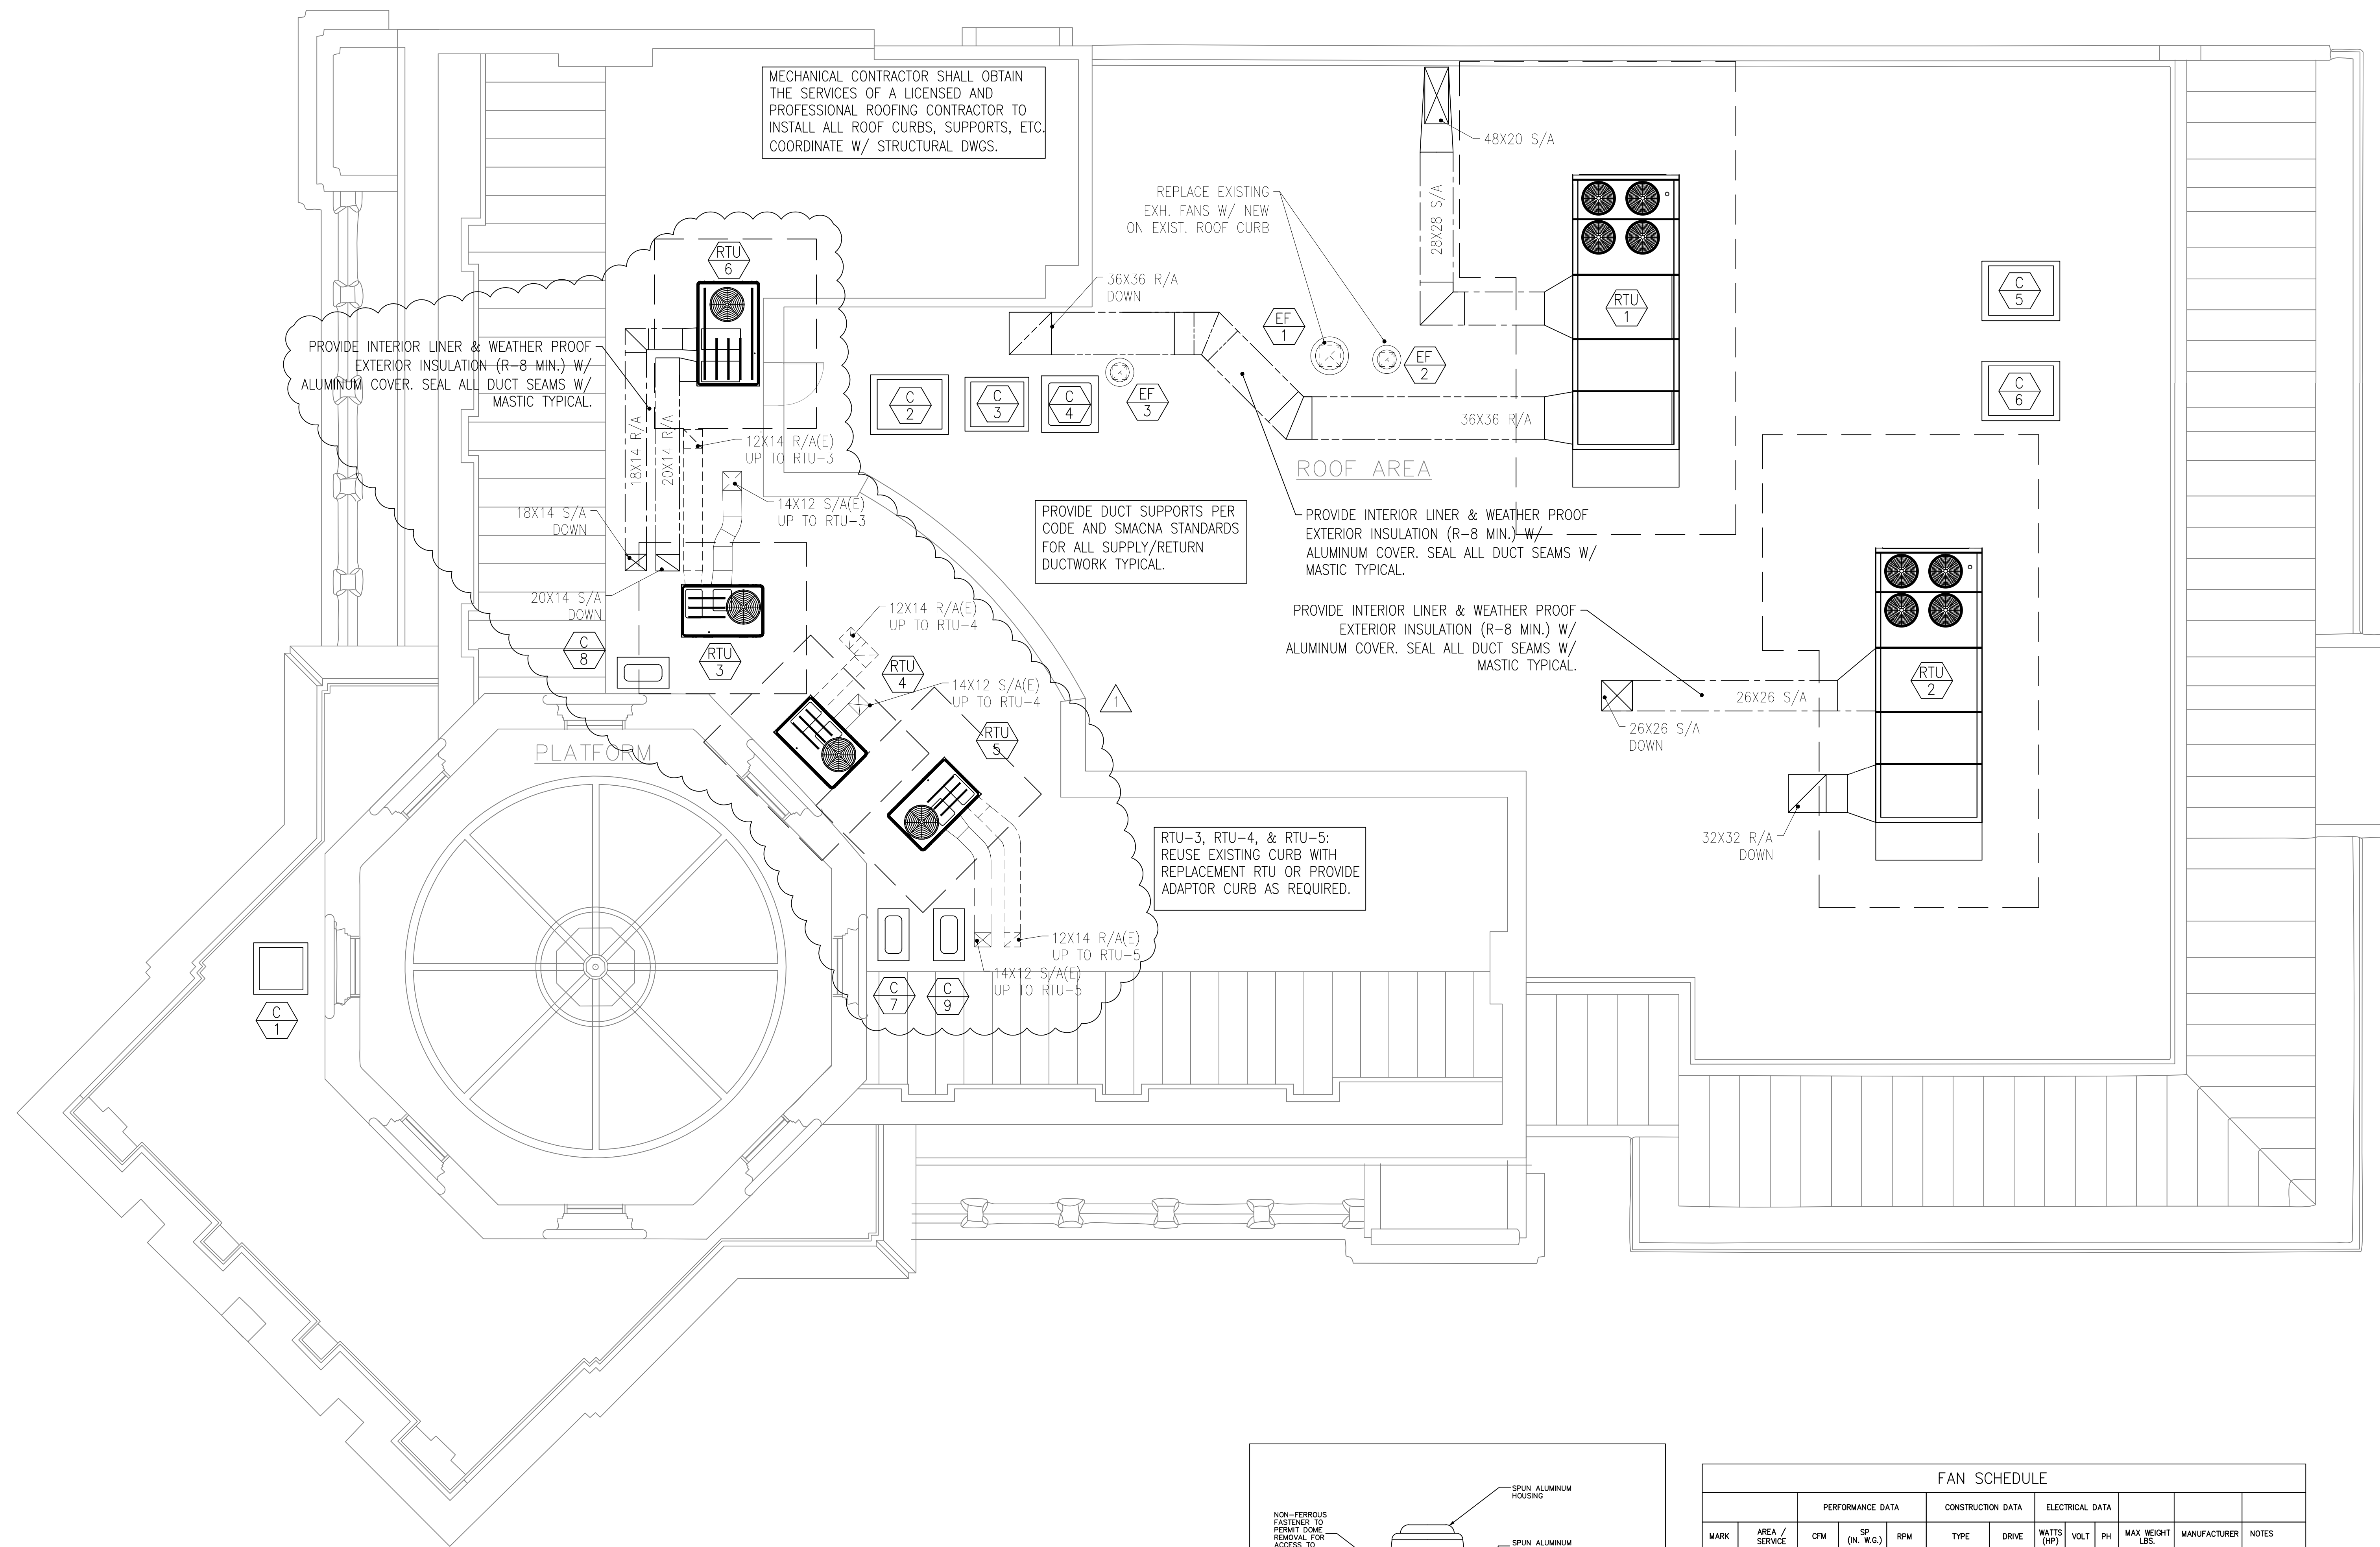 MECHANICAL CONTRACTOR SHALL OBTAIN
THE SERVICES OF A LICENSED AND
PROFESSIONAL ROOFING CONTRACTOR TO
INSTALL ALL ROOF CURBS, SUPPORTS, ETC.
COORDINATE W/ STRUCTURAL DWGS.
48X20 S/A
28X28 S/A
REPLACE EXISTING
EXH. FANS W/ NEW
ON EXIST. ROOF CURB
RTU
6
36X36 R/A
DOWN
RTU
1
C
5
EF
1
EF
2
EF
3
C
6
PROVIDE INTERIOR LINER & WEATHER PROOF
EXTERIOR INSULATION (R-8 MIN.) W/
ALUMINUM COVER. SEAL ALL DUCT SEAMS W/
MASTIC TYPICAL.
C
2
C
3
C
4
36X36 R/A
18X14 R/A
20X14 R/A
12X14 R/A(E)
UP TO RTU-3
ROOF AREA
14X12 S/A(E)
UP TO RTU-3
18X14 S/A
DOWN
PROVIDE DUCT SUPPORTS PER
CODE AND SMACNA STANDARDS
FOR ALL SUPPLY/RETURN
DUCTWORK TYPICAL.
PROVIDE INTERIOR LINER & WEATHER PROOF
EXTERIOR INSULATION (R-8 MIN.) W/
ALUMINUM COVER. SEAL ALL DUCT SEAMS W/
MASTIC TYPICAL.
20X14 S/A
DOWN
12X14 R/A(E)
UP TO RTU-4
PROVIDE INTERIOR LINER & WEATHER PROOF
EXTERIOR INSULATION (R-8 MIN.) W/
ALUMINUM COVER. SEAL ALL DUCT SEAMS W/
MASTIC TYPICAL.
C
8
RTU
3
RTU
4
14X12 S/A(E)
UP TO RTU-4
1
RTU
2
26X26 S/A
26X26 S/A
DOWN
RTU
5
PLATFORM
32X32 R/A
DOWN
RTU-3, RTU-4, & RTU-5:
REUSE EXISTING CURB WITH
REPLACEMENT RTU OR PROVIDE
ADAPTOR CURB AS REQUIRED.
12X14 R/A(E)
UP TO RTU-5
14X12 S/A(E)
UP TO RTU-5
C
7
C
9
C
1
SPUN ALUMINUM
HOUSING
NON-FERROUS
FASTENER TO
PERMIT DOME
REMOVAL FOR
ACCESS TO
SPUN ALUMINUM
FAN SCHEDULE
PERFORMANCE DATA CONSTRUCTION DATA ELECTRICAL DATA
MARK AREA / SERVICE CFM SP (IN. W.G.) RPM TYPE DRIVE WATTS (HP) VOLT PH MAX WEIGHT LBS. MANUFACTURER NOTES